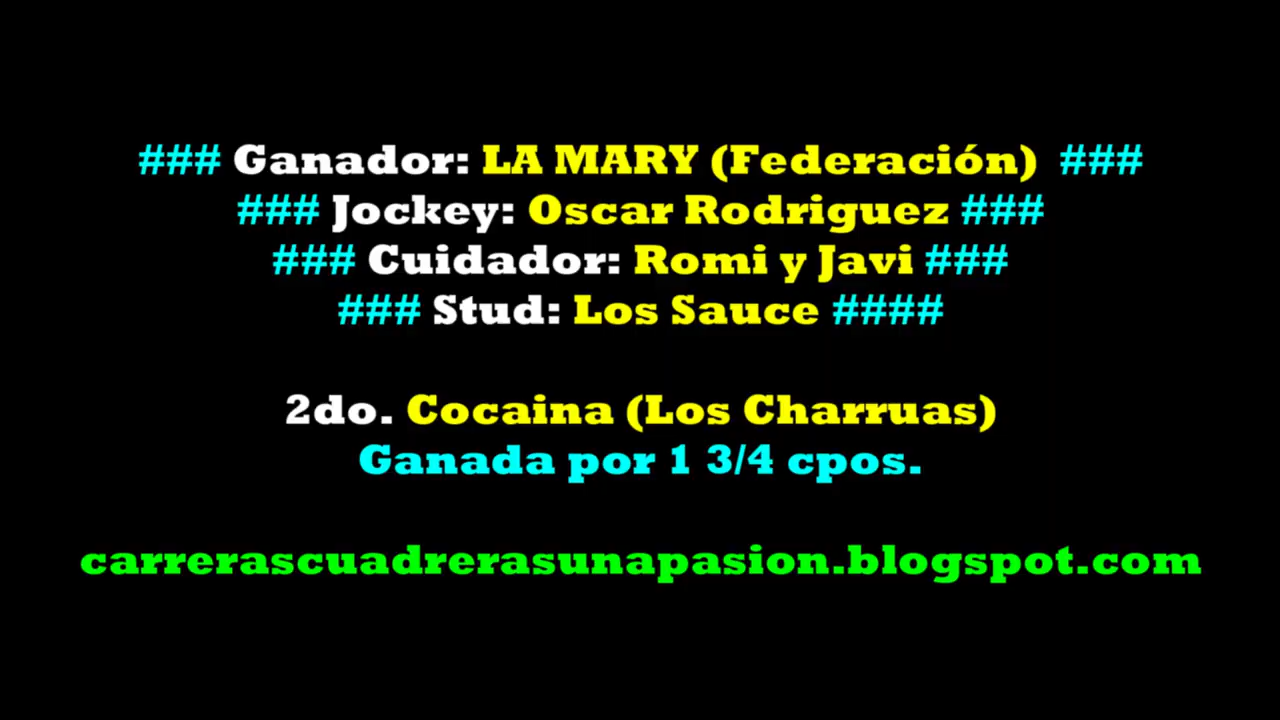 ### Ganador: LA MARY (Federación) ###
### Jockey: Oscar Rodriguez ###
### Cuidador: Romi y Javi ###
### Stud: Los Sauce ####
2do. Cocaina (Los Charruas)
Ganada por 1 3/4 cpos.
carrerascuadrerasunapasion.blogspot.com